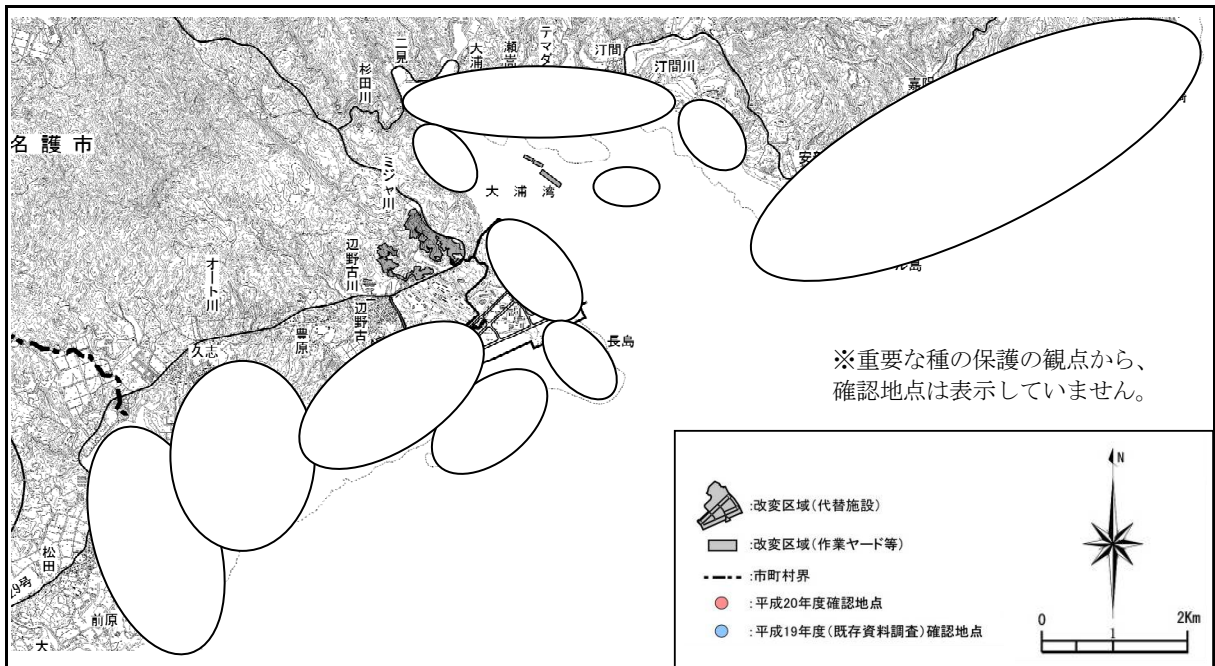 二見
大浦
瀬嵩
テマダ
汀間
汀間川
杉田川
名護市
ミジャ川
大浦湾
辺野古川
オート川
豊原
辺野古
久志
長島
ル島
※重要な種の保護の観点から、
確認地点は表示していません。
松田
前原
大
N
:改変区域(代替施設)
:改変区域(作業ヤード等)
:市町村界
:平成20年度確認地点
:平成19年度(既存資料調査)確認地点
0
1
2Km